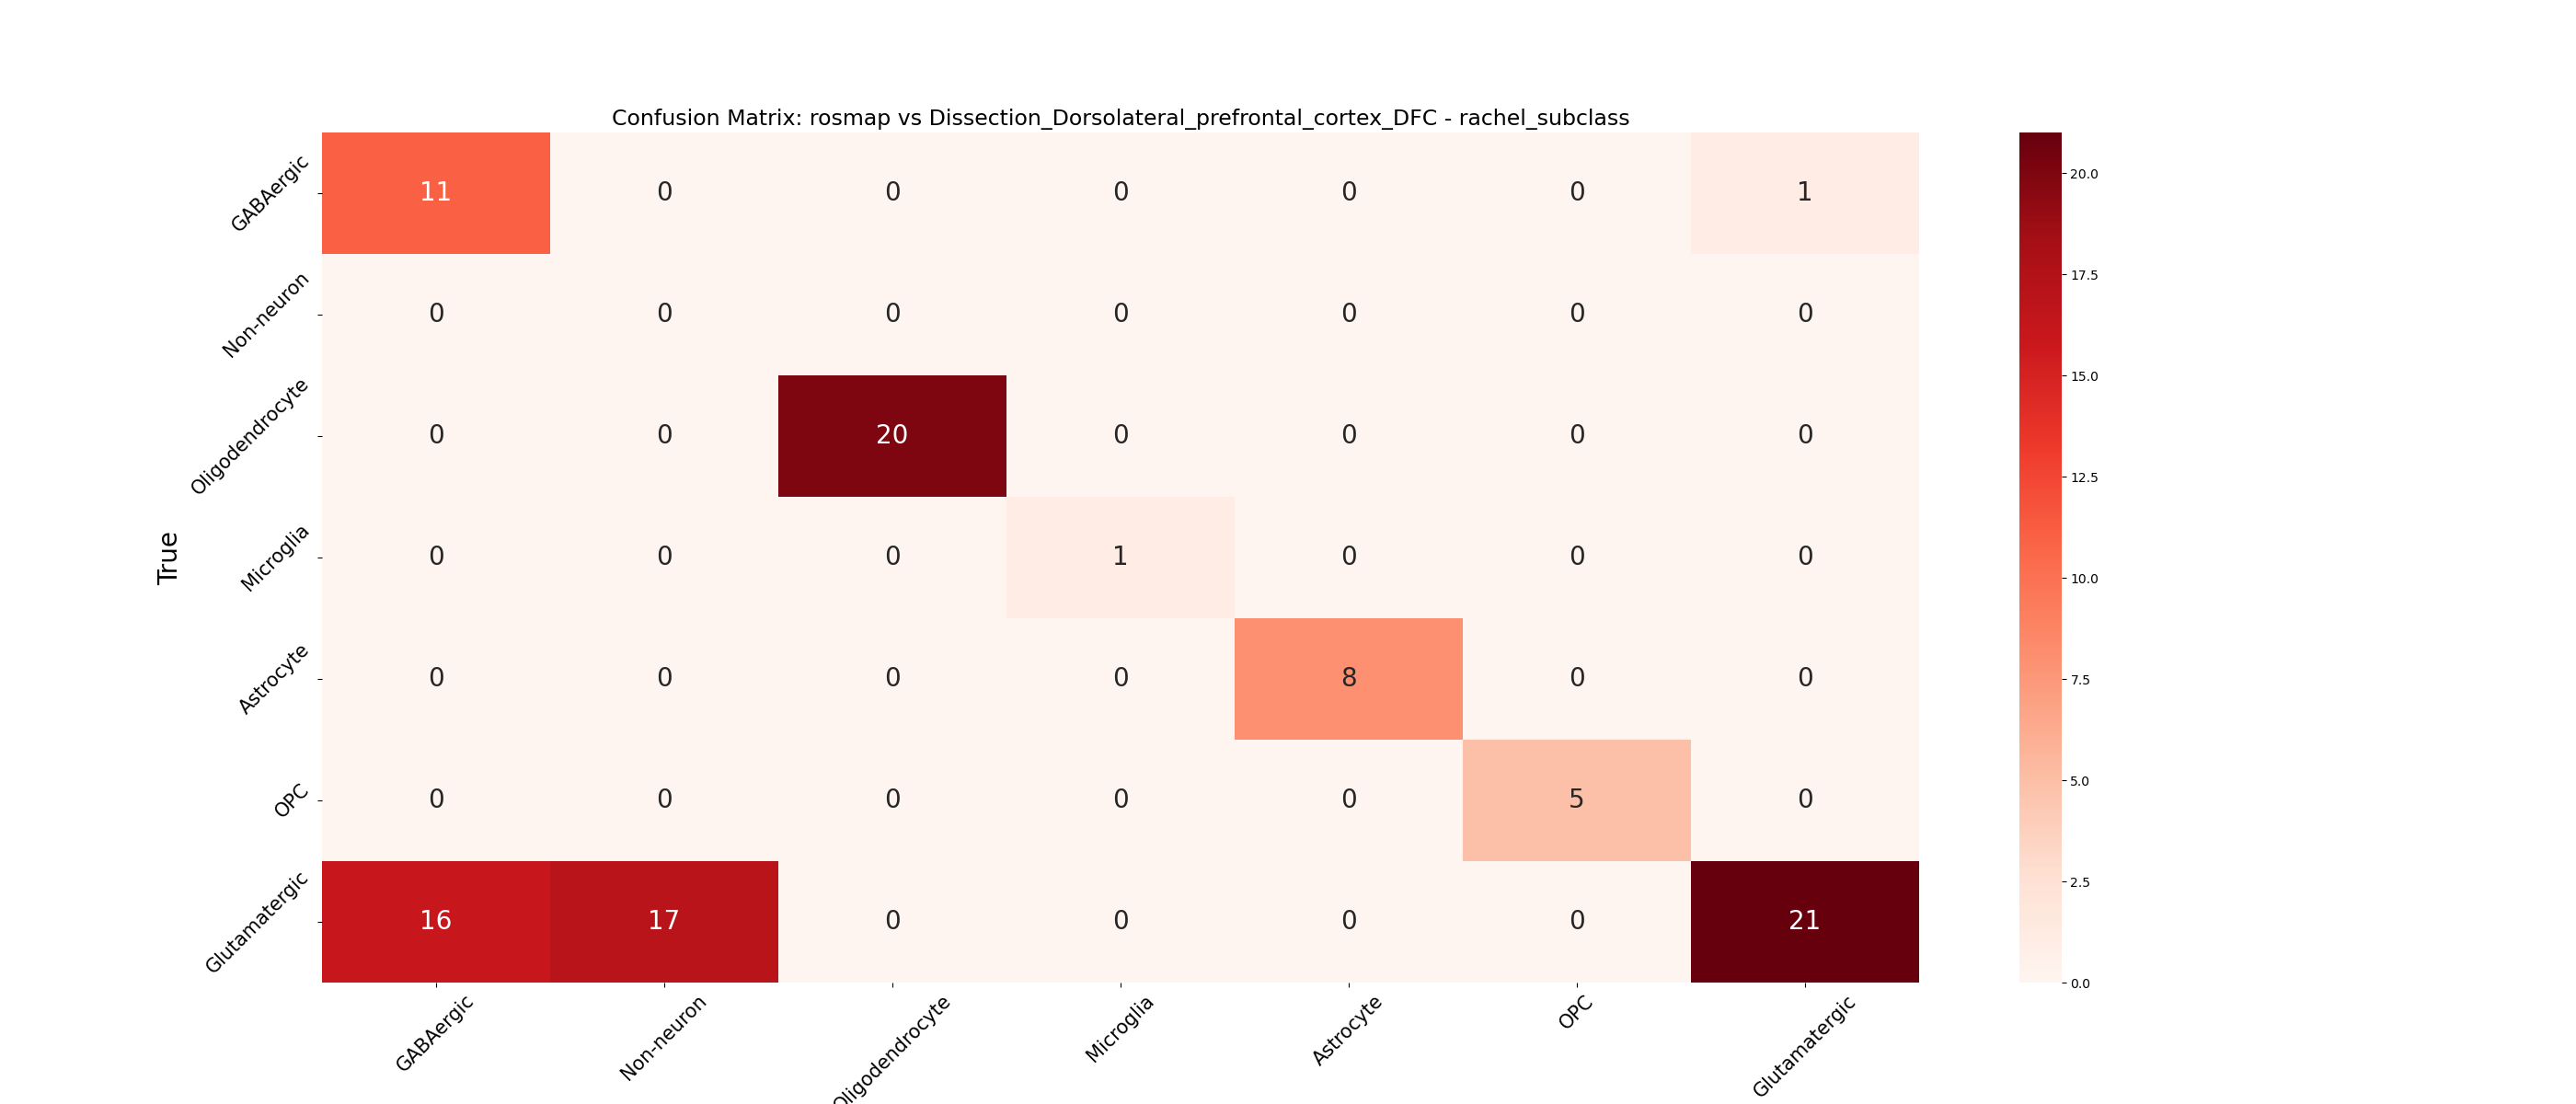 Confusion Matrix: rosmap vs Dissection_Dorsolateral_prefrontal_cortex_DFC - rachel_subclass
True
GABAergic 11 0 0 0 0 0 1
Non-neuron 0 0 0 0 0 0 0
Oligodendrocyte 0 0 20 0 0 0 0
Microglia 0 0 0 1 0 0 0
Astrocyte 0 0 0 0 8 0 0
OPC 0 0 0 0 0 5 0
Glutamatergic 16 17 0 0 0 0 21
GABAergic Non-neuron Oligodendrocyte Microglia Astrocyte OPC Glutamatergic
20.0
17.5
15.0
12.5
10.0
7.5
5.0
2.5
0.0